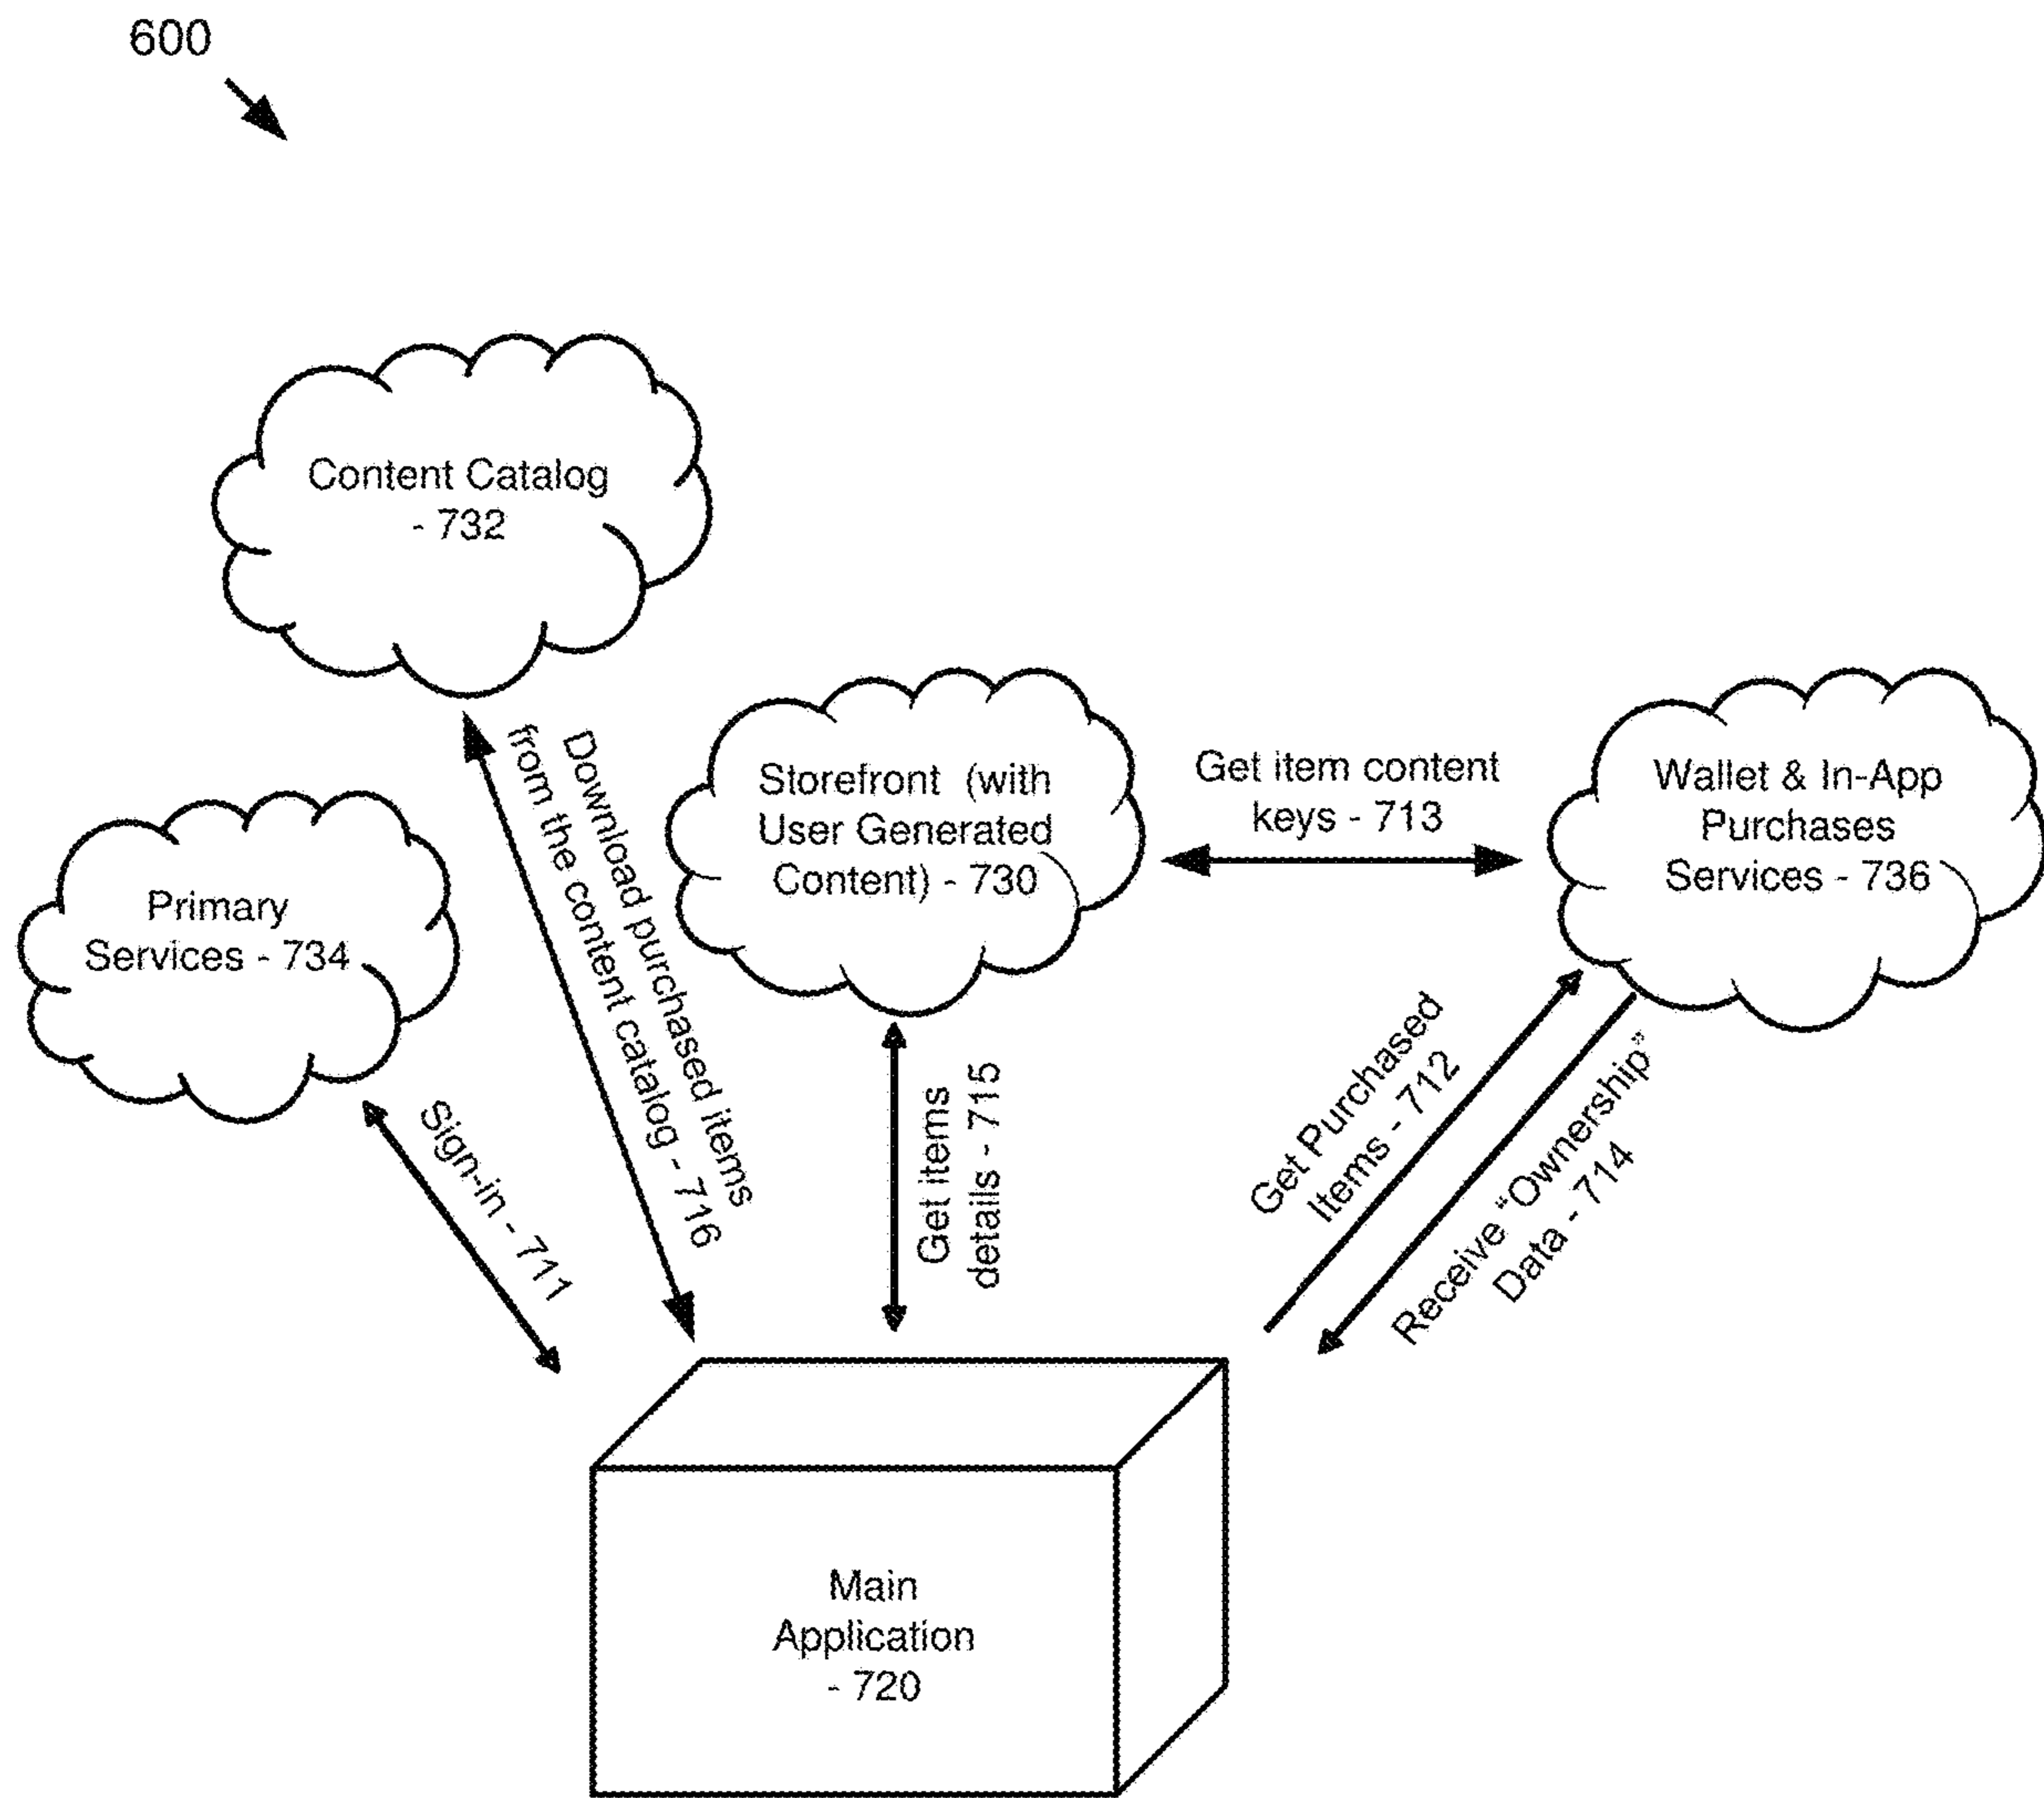 600
Content Catalog
- 732
Storefront (with
User Generated
Content) - 730
Get item content
keys - 713
Wallet & In-App
Purchases
Services - 736
Primary
Services - 734
Sign-in - 711
Download purchased items
from the content catalog - 716
Get items
details - 715
Get Purchased
Items - 712
Receive “Ownership”
Data - 714
Main
Application
- 720